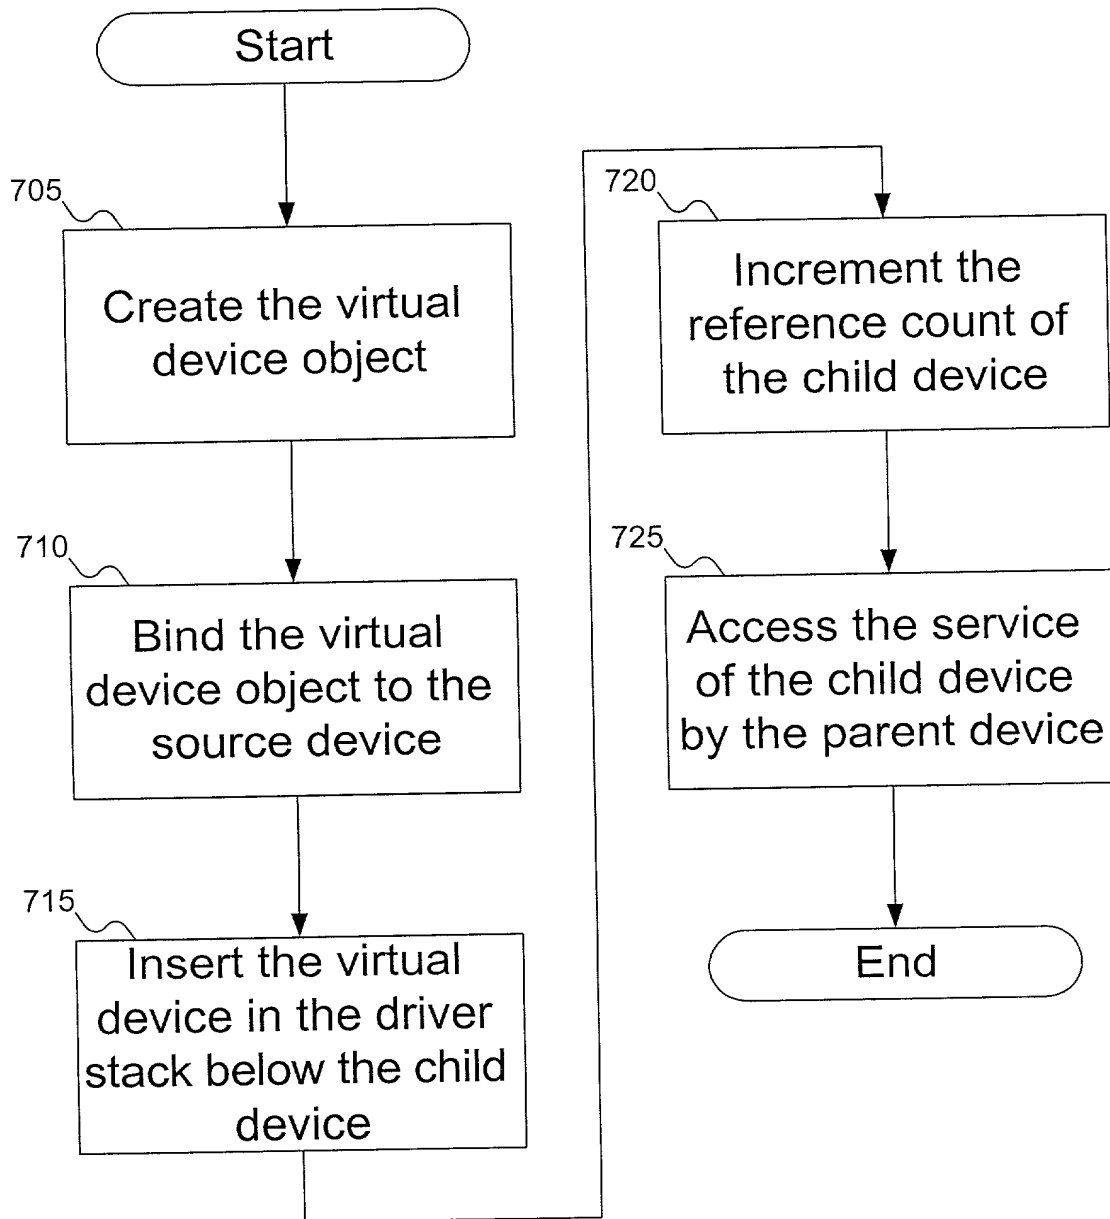 Start
705
Create the virtual
device object
710
Bind the virtual
device object to the
source device
715
Insert the virtual
device in the driver
stack below the child
device
720
Increment the
reference count of
the child device
725
Access the service
of the child device
by the parent device
End